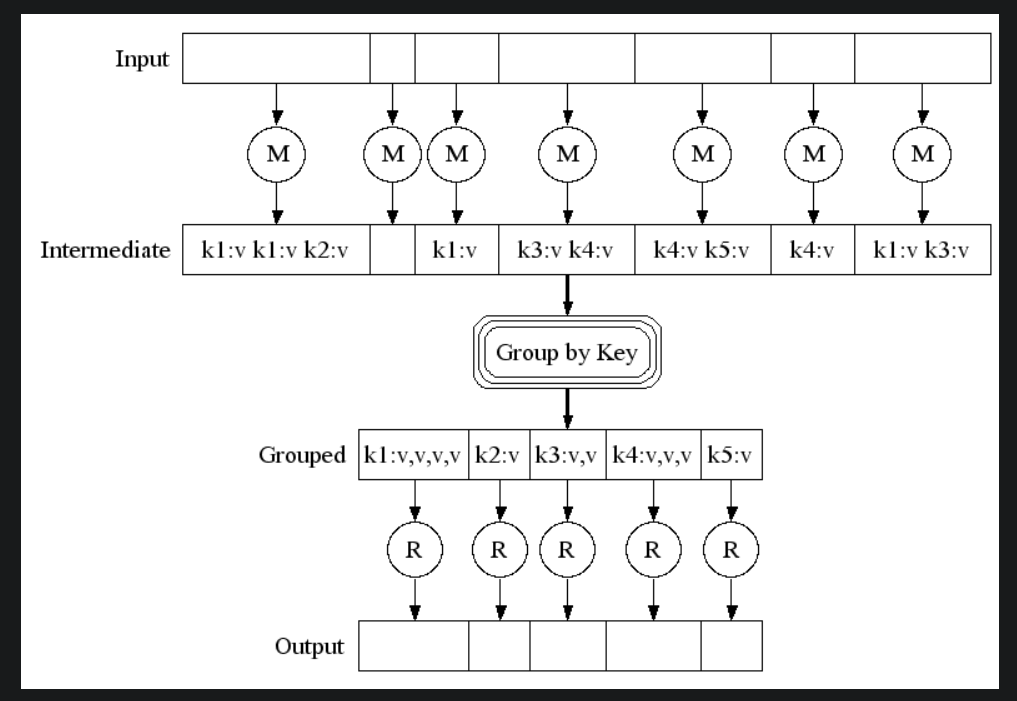 Input
M M M M M M M
Intermediate k1:v k1:v k2:v k1:v k3:v k4:v k4:v k5:v k4:v k1:v k3:v
Group by Key
Grouped k1:v,v,v,v k2:v k3:v,v k4:v,v,v k5:v
R R R R R
Output